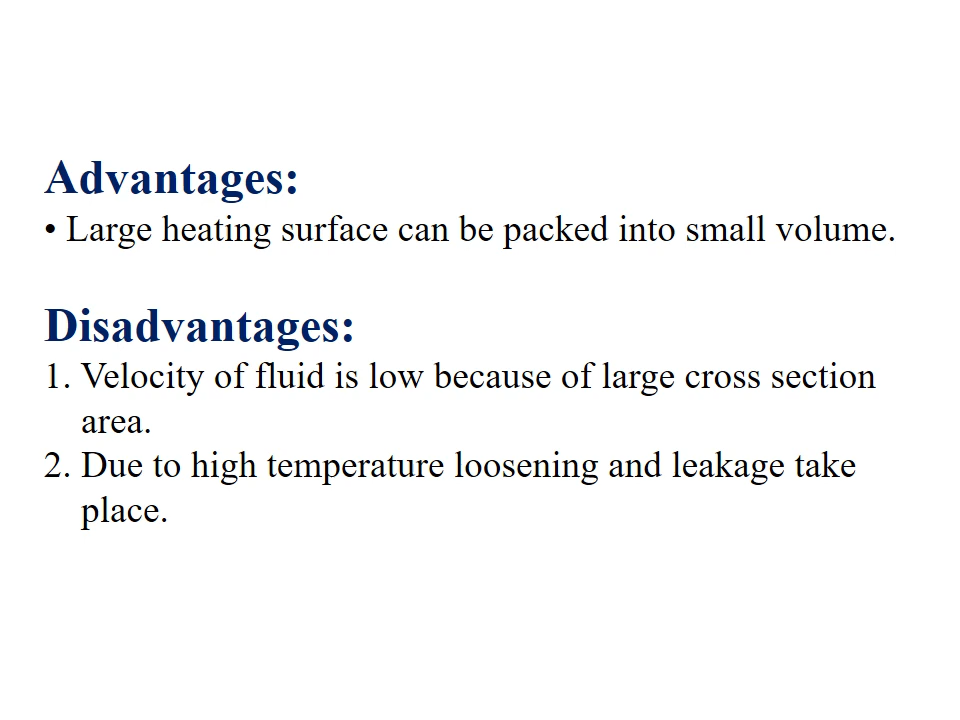 Advantages:
• Large heating surface can be packed into small volume.
Disadvantages:
1. Velocity of fluid is low because of large cross section
area.
2. Due to high temperature loosening and leakage take
place.